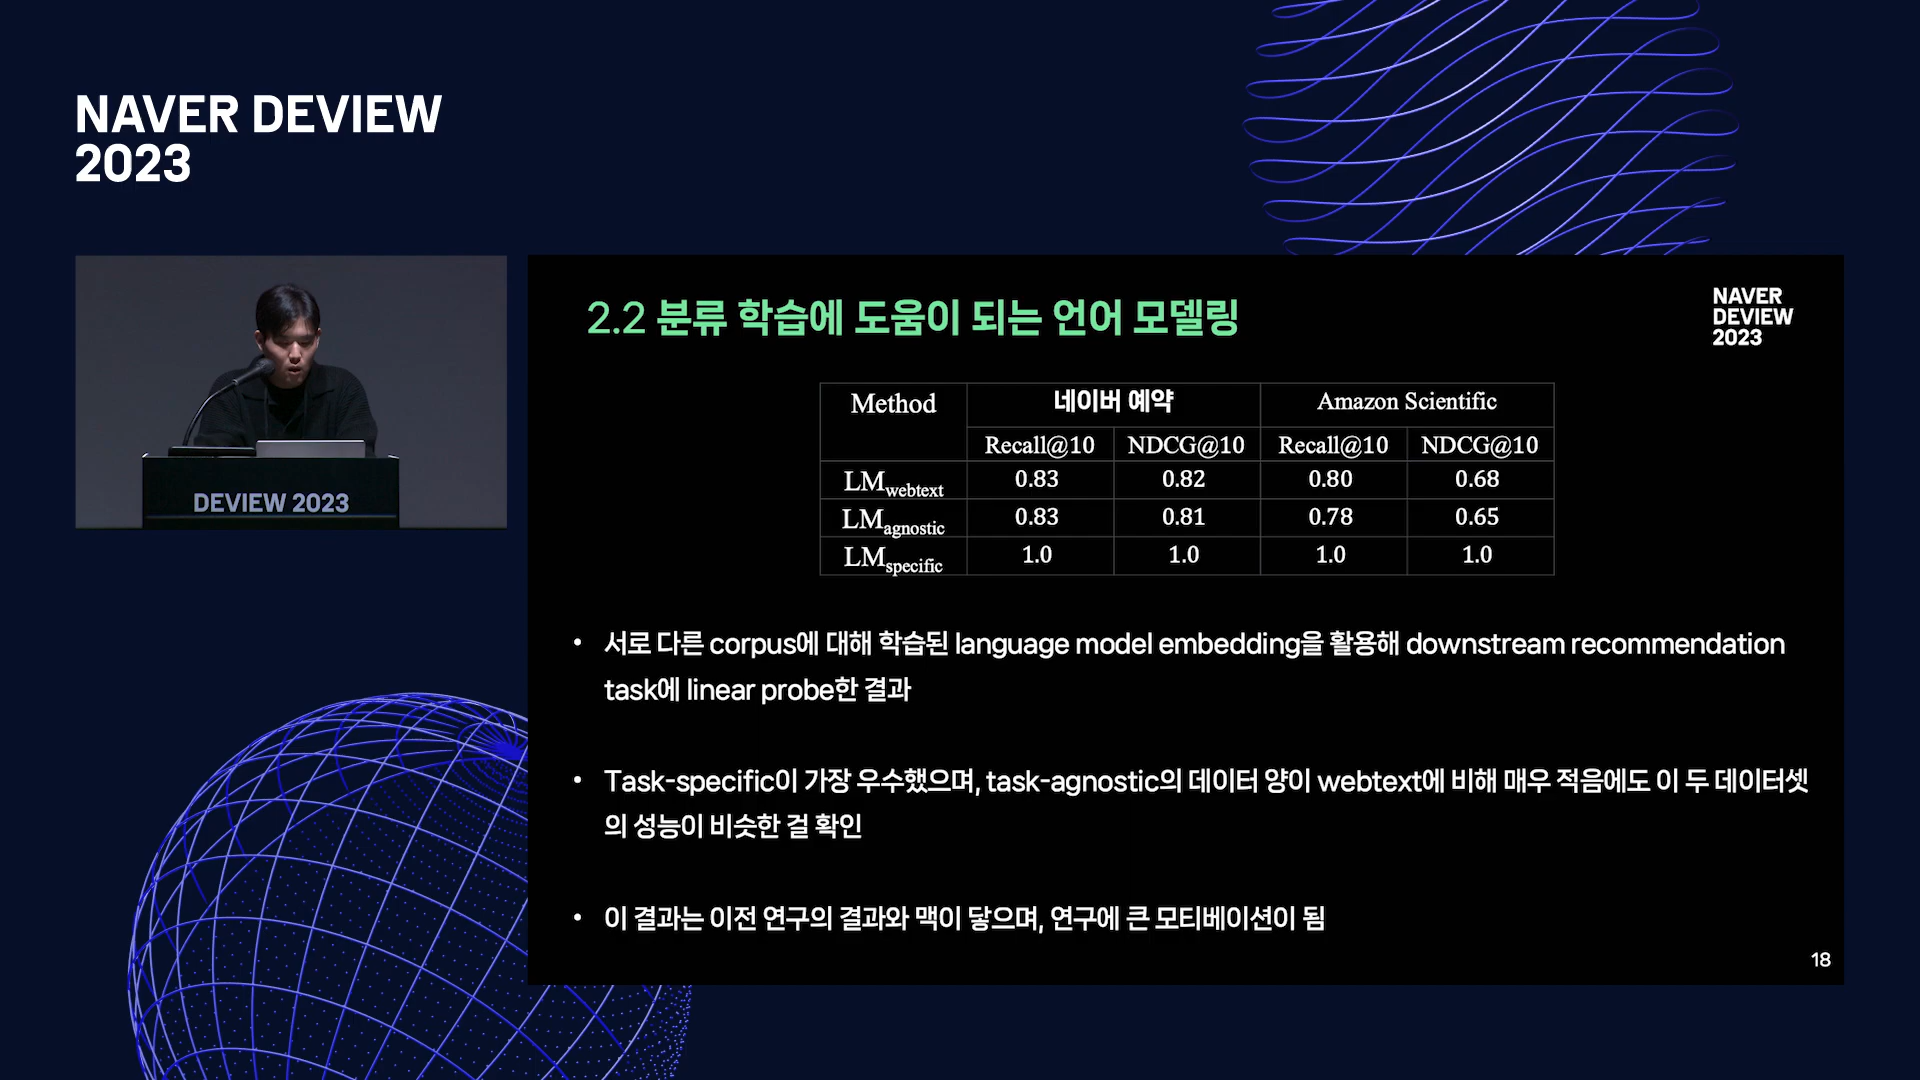 NAVER DEVIEW
2023
DEVIEW 2023
2.2 분류 학습에 도움이 되는 언어 모델링
NAVER
DEVIEW
2023
Method 네이버 예약 Amazon Scientific
Recall@10 NDCG@10 Recall@10 NDCG@10
LMwebtext 0.83 0.82 0.80 0.68
LMagnostic 0.83 0.81 0.78 0.65
LMspecific 1.0 1.0 1.0 1.0
• 서로 다른 corpus에 대해 학습된 language model embedding을 활용해 downstream recommendation
task에 linear probe한 결과
• Task-specific이 가장 우수했으며, task-agnostic의 데이터 양이 webtext에 비해 매우 적음에도 이 두 데이터셋
의 성능이 비슷한 걸 확인
• 이 결과는 이전 연구의 결과와 맥이 닿으며, 연구에 큰 모티베이션이 됨
18